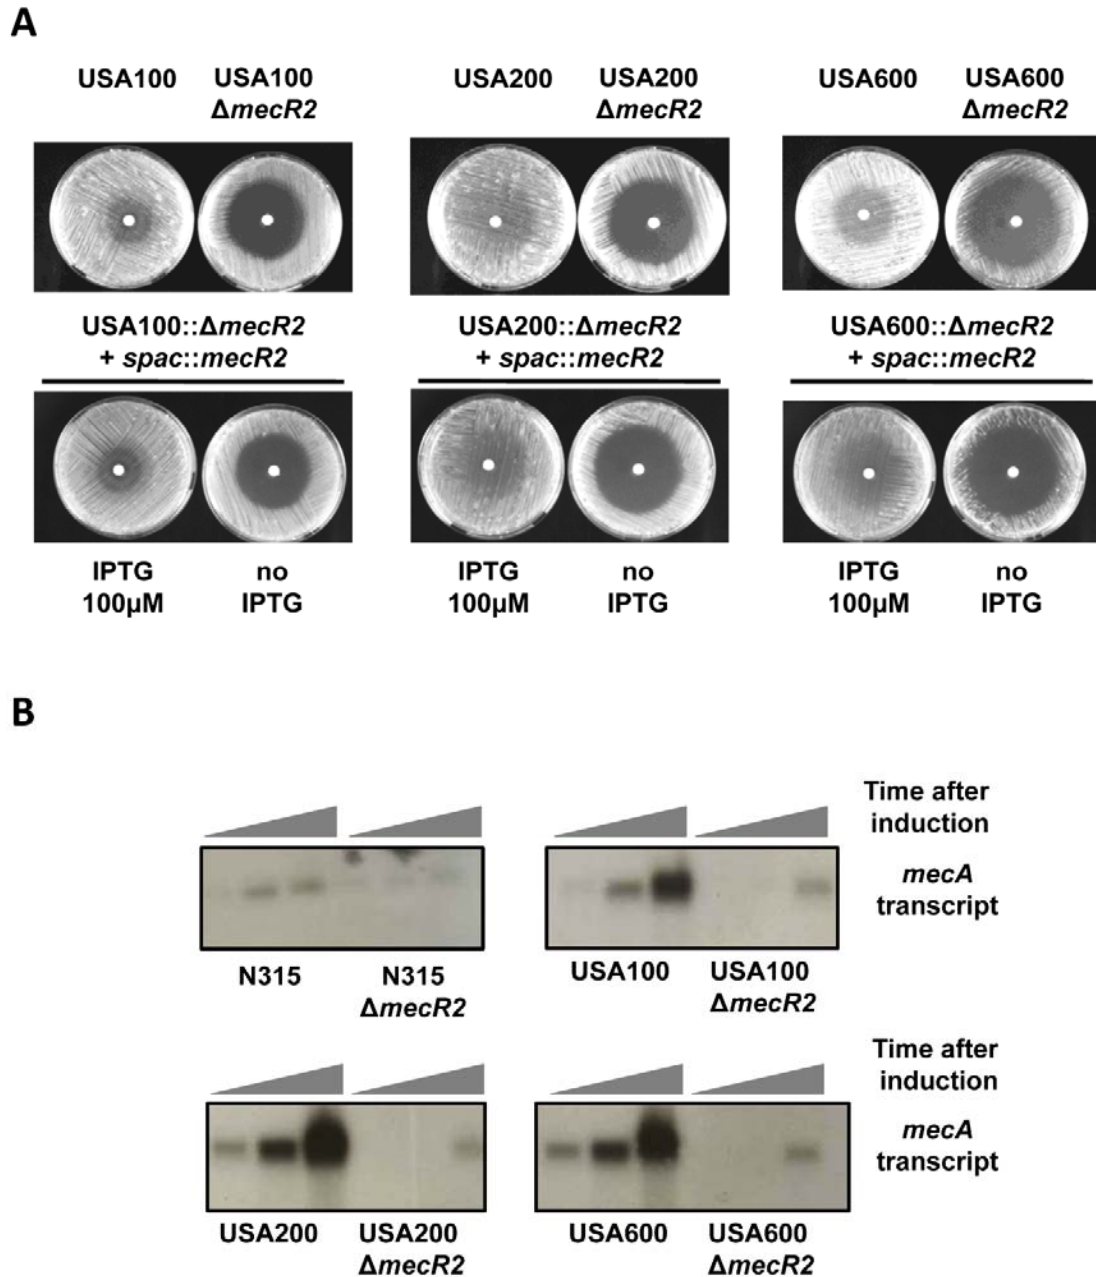 A
USA100
USA100
ΔmecR2
USA200
USA200
ΔmecR2
USA600
USA600
ΔmecR2
USA100::ΔmecR2
+ spac::mecR2
USA200::ΔmecR2
+ spac::mecR2
USA600::ΔmecR2
+ spac::mecR2
IPTG
100µM
no
IPTG
IPTG
100µM
no
IPTG
IPTG
100µM
no
IPTG
B
Time after
induction
mecA
transcript
N315
N315
ΔmecR2
USA100
USA100
ΔmecR2
Time after
induction
mecA
transcript
USA200
USA200
ΔmecR2
USA600
USA600
ΔmecR2